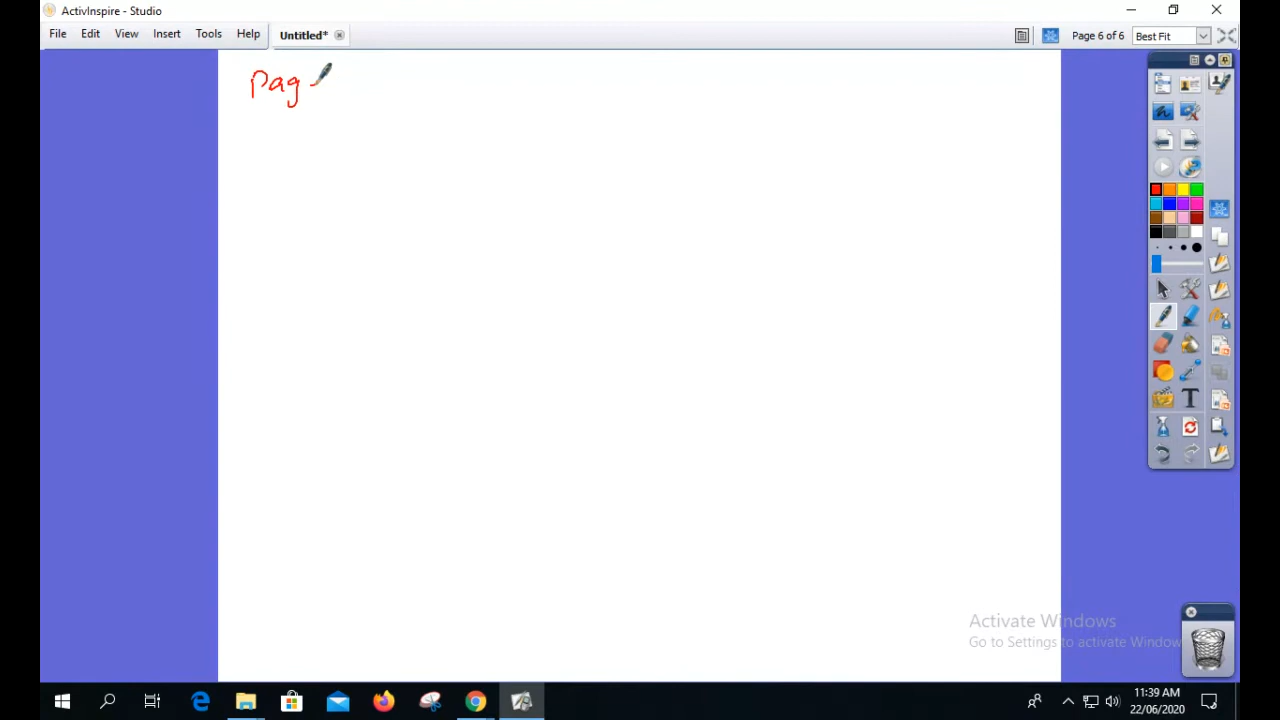 ActivInspire - Studio
File Edit View Insert Tools Help Untitled* Page 6 of 6 Best Fit
Pag
T
Activate Windows
Go to Settings to activate Window
11:39 AM
22/06/2020